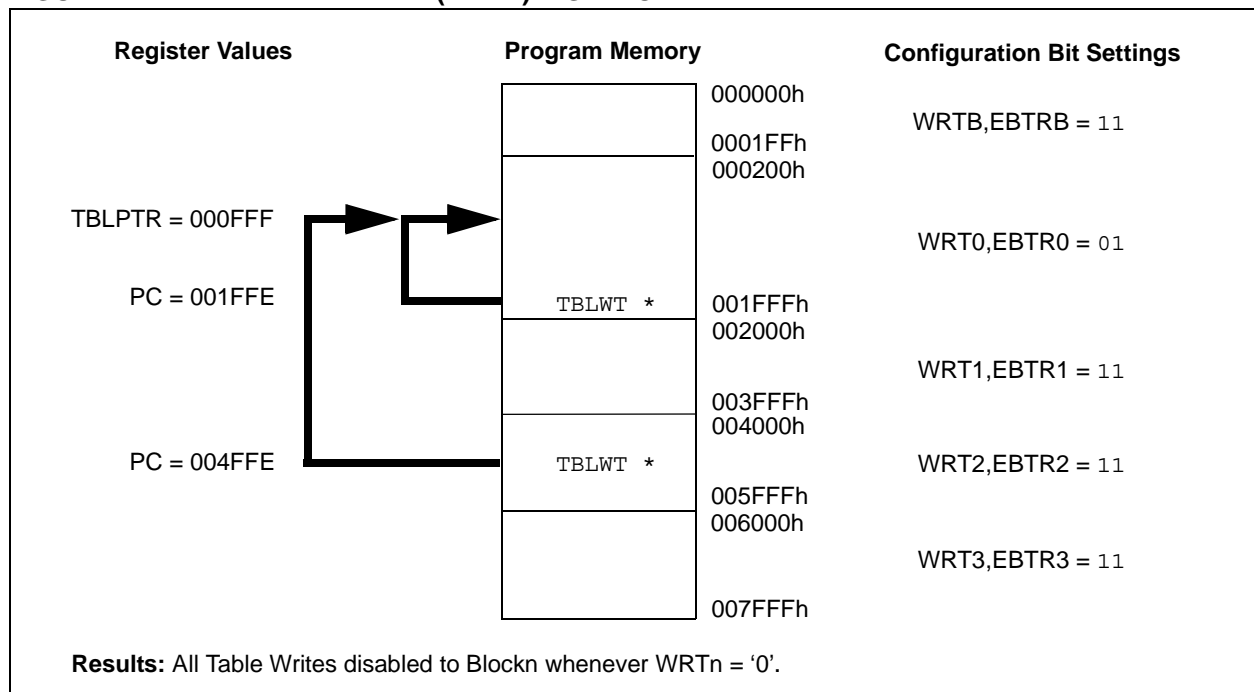 Register Values Program Memory Configuration Bit Settings
000000h
WRTB,EBTRB = 11
0001FFh
000200h
TBLPTR = 000FFF
WRT0,EBTR0 = 01
PC = 001FFE TBLWT * 001FFFh
002000h
WRT1,EBTR1 = 11
003FFFh
004000h
PC = 004FFE TBLWT * WRT2,EBTR2 = 11
005FFFh
006000h
WRT3,EBTR3 = 11
007FFFh
Results: All Table Writes disabled to Blockn whenever WRTn = ‘0’.